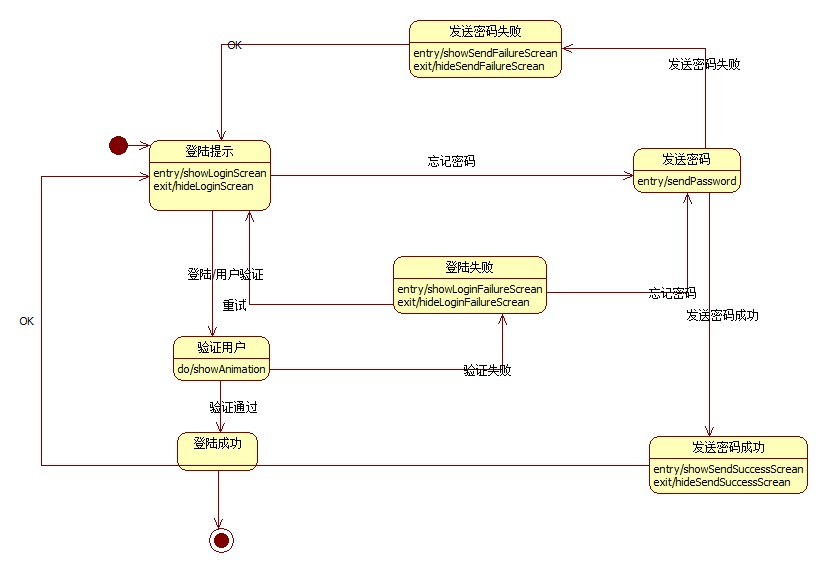 发送密码失败
entry/showSendFailureScrean
exit/hideSendFailureScrean
OK
发送密码失败
登陆提示
entry/showLoginScrean
exit/hideLoginScrean
忘记密码
发送密码
entry/sendPassword
登陆/用户验证
登陆失败
entry/showLoginFailureScrean
exit/hideLoginFailureScrean
重试
忘记密码
OK
发送密码成功
验证用户
do/showAnimation
验证失败
验证通过
登陆成功
发送密码成功
entry/showSendSuccessScrean
exit/hideSendSuccessScrean